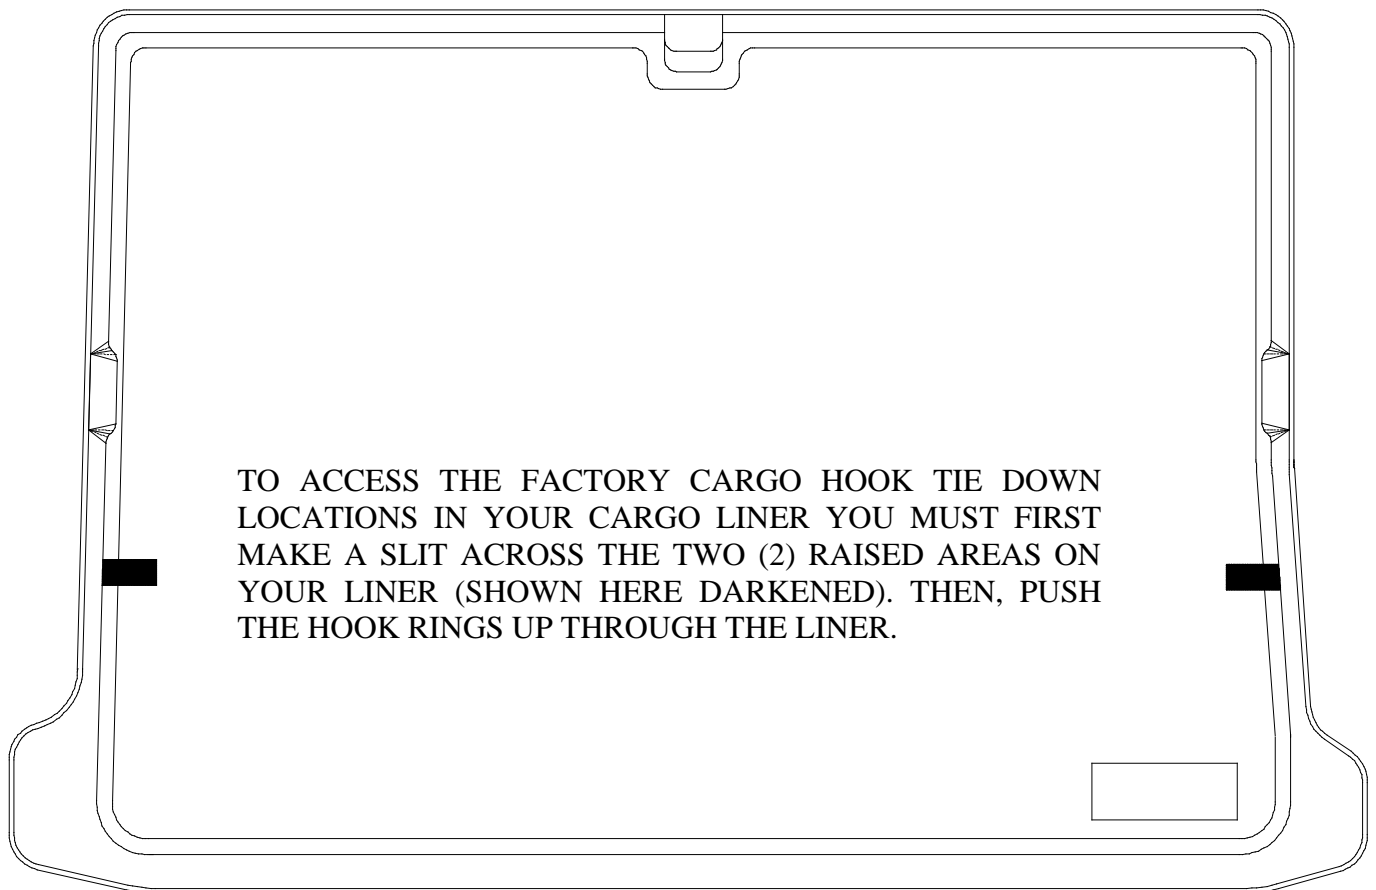 TO ACCESS THE FACTORY CARGO HOOK TIE DOWN
LOCATIONS IN YOUR CARGO LINER YOU MUST FIRST
MAKE A SLIT ACROSS THE TWO (2) RAISED AREAS ON
YOUR LINER (SHOWN HERE DARKENED). THEN, PUSH
THE HOOK RINGS UP THROUGH THE LINER.